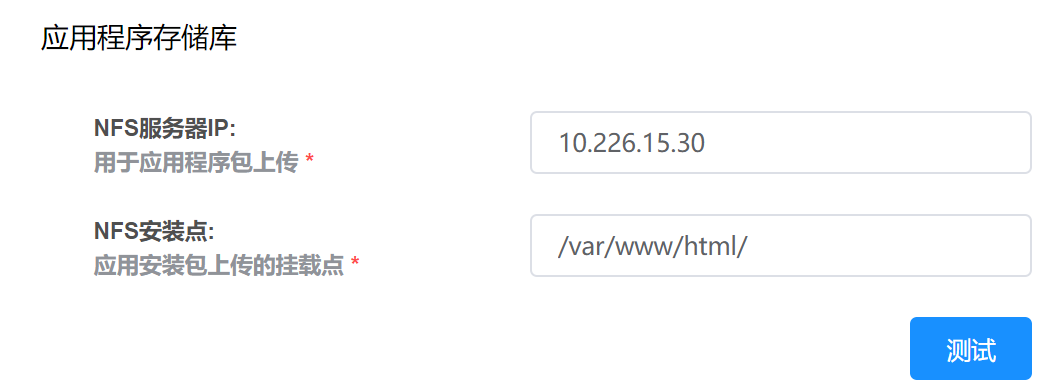 应用程序存储库
NFS服务器IP:
10.226.15.30
用于应用程序包上传 *
NFS安装点:
/var/www/html/
应用安装包上传的挂载点 *
测试